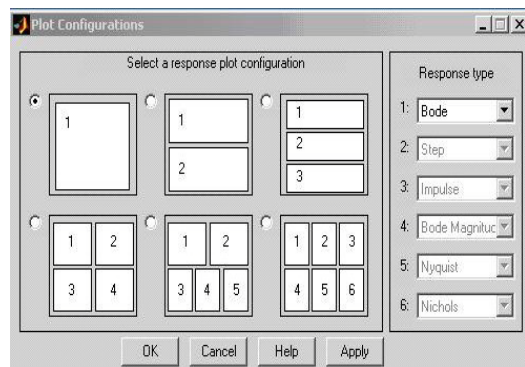 Plot Configurations
Select a response plot configuration
1
1
2
1
2
3
1 2
3 4
1 2
3 4 5
1 2 3
4 5 6
Response type
1: Bode
2: Step
3: Impulse
4: Bode Magnituc
5: Nyquist
6: Nichols
OK Cancel Help Apply